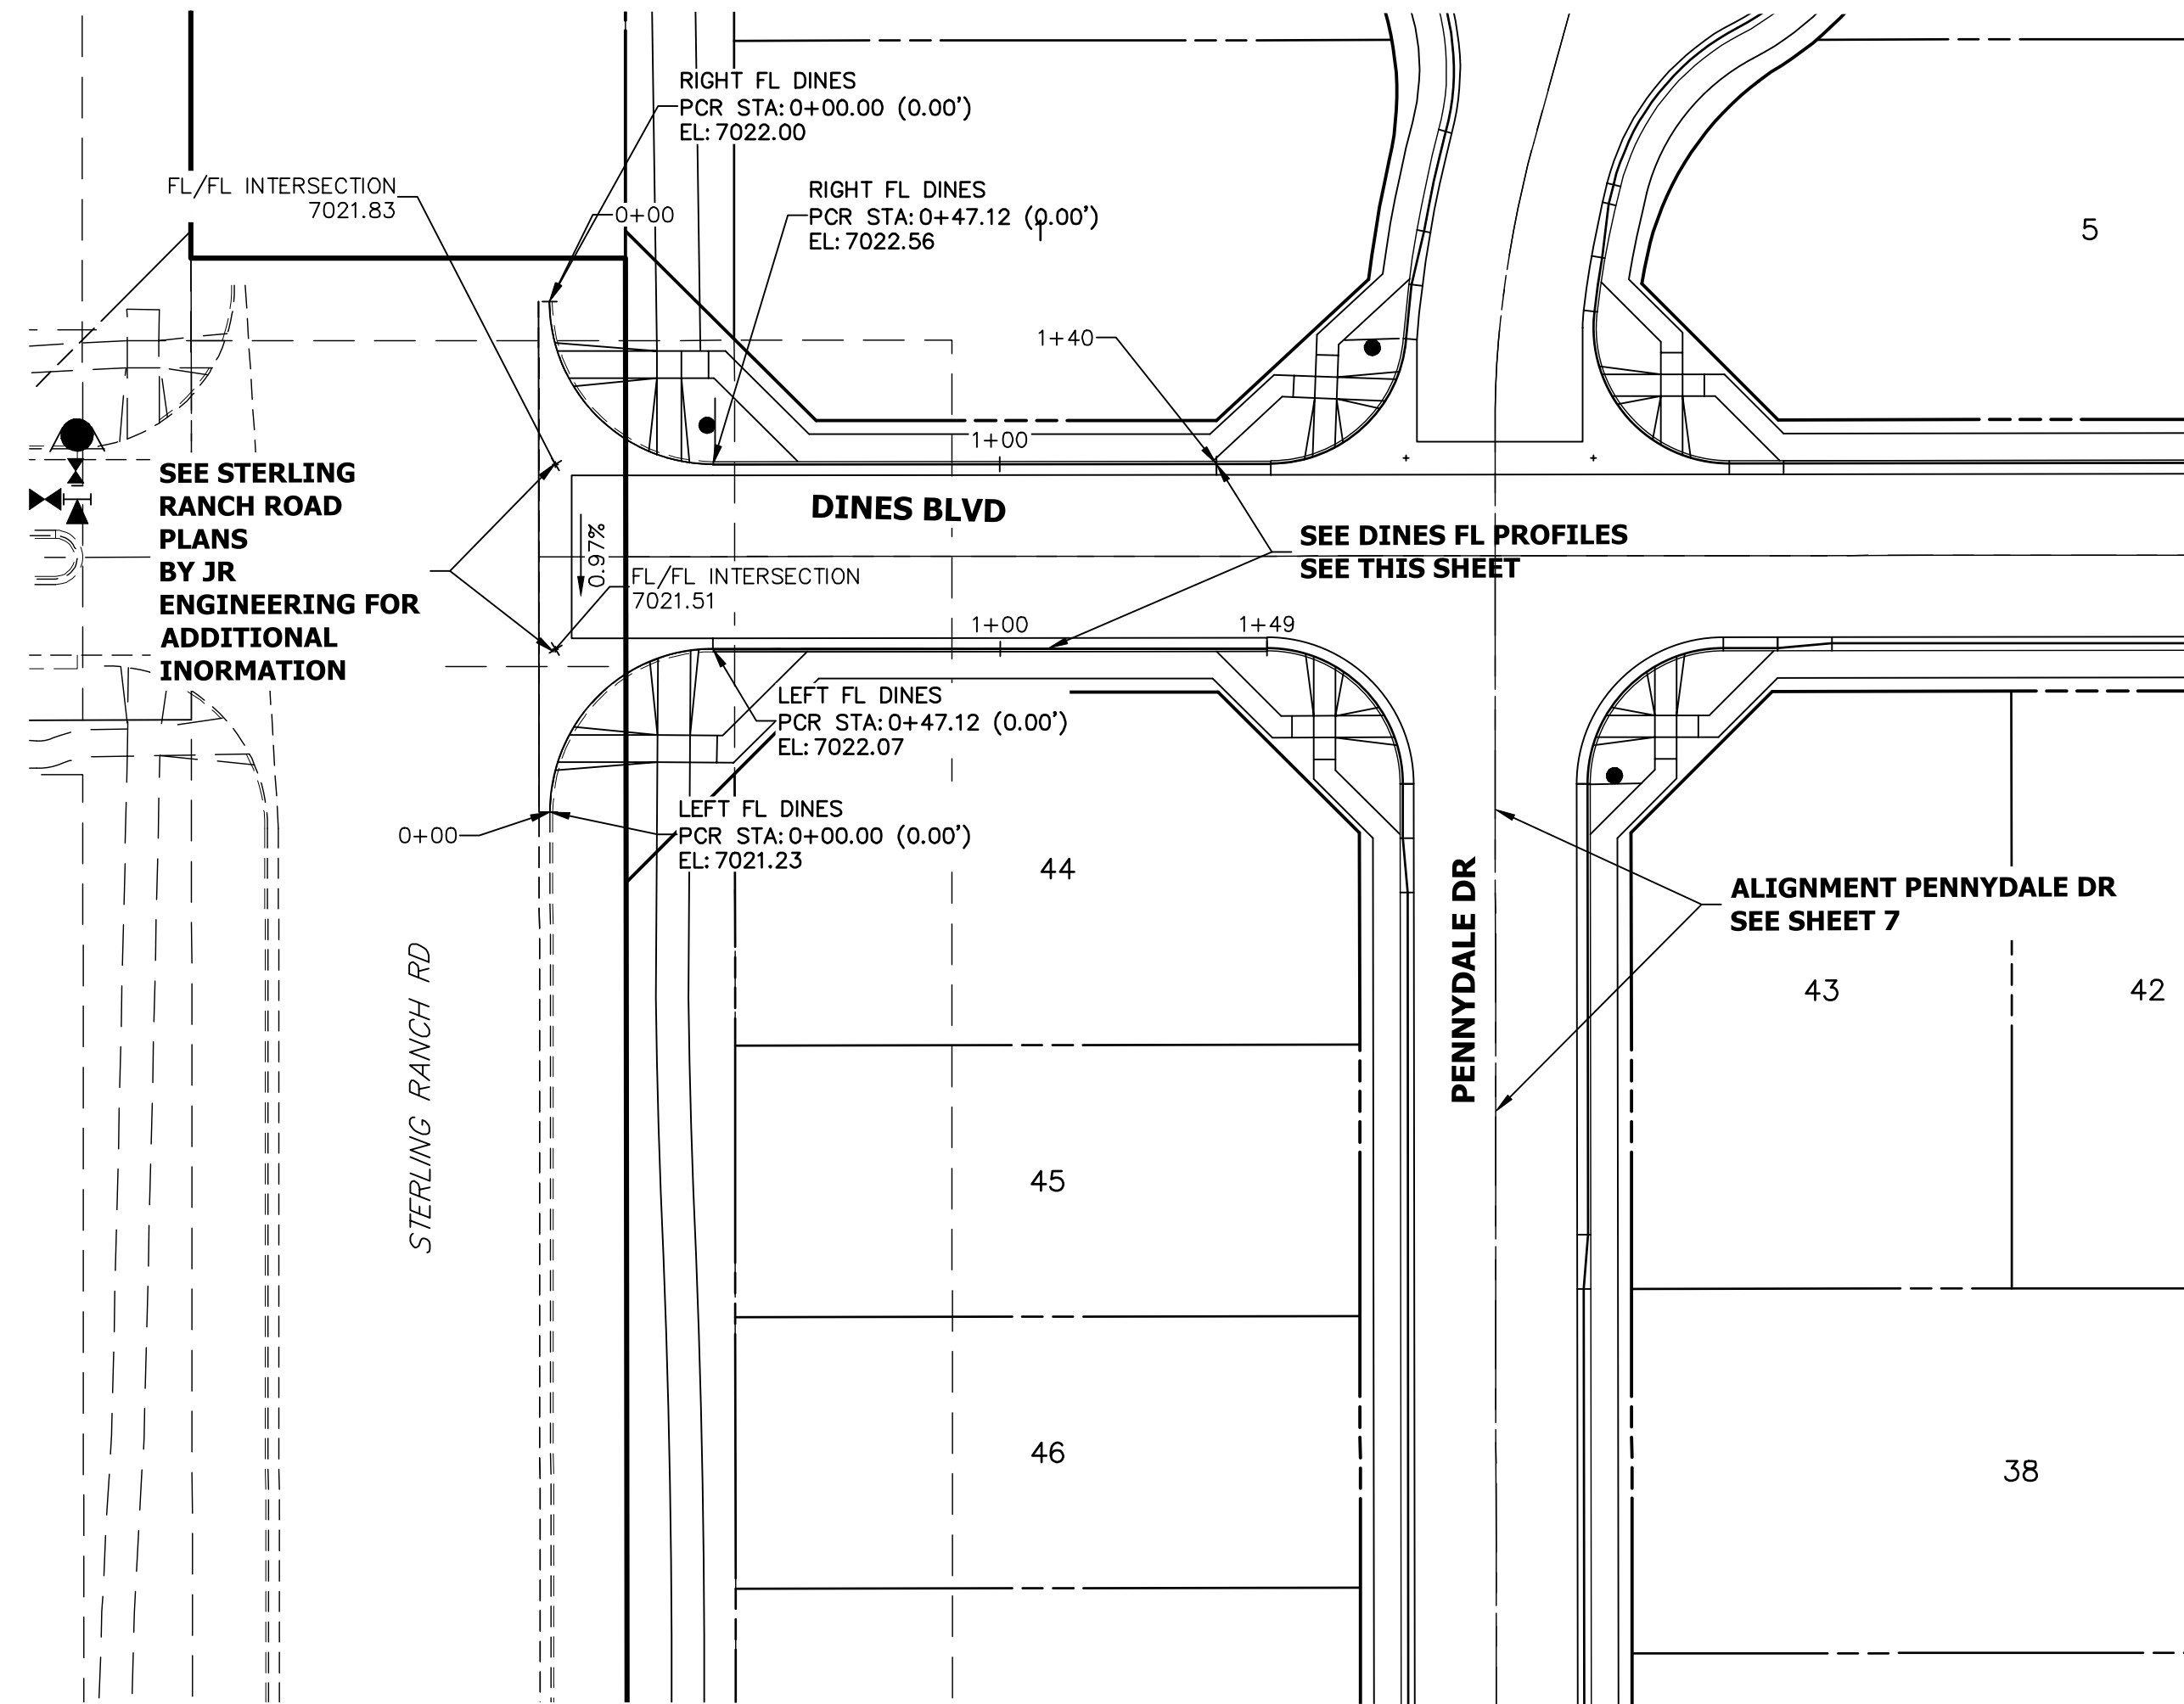 RIGHT FL DINES
PCR STA: 0+00.00 (0.00')
EL: 7022.00
FL/FL INTERSECTION
7021.83
0+00
RIGHT FL DINES
PCR STA: 0+47.12 (0.00')
EL: 7022.56
5
1+40
1+00
SEE STERLING
RANCH ROAD
PLANS
BY JR
ENGINEERING FOR
ADDITIONAL
INORMATION
DINES BLVD
0.97%
SEE DINES FL PROFILES
SEE THIS SHEET
FL/FL INTERSECTION
7021.51
1+00
1+49
LEFT FL DINES
PCR STA: 0+47.12 (0.00')
EL: 7022.07
LEFT FL DINES
PCR STA: 0+00.00 (0.00')
EL: 7021.23
0+00
44
PENNYDALE DR
ALIGNMENT PENNYDALE DR
SEE SHEET 7
43
42
STERLING RANCH RD
45
46
38